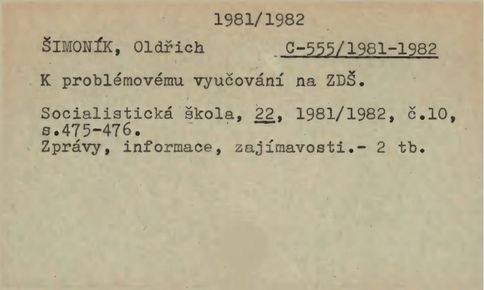 1981/1982
ŠIMONÍK, Oldřich C-555/1981-1982
K problémovému vyučování na ZDŠ.
Socialistická škola, 22, 1981/1982, č.10,
s.475-476.
Zprávy, informace, zajímavosti.- 2 tb.